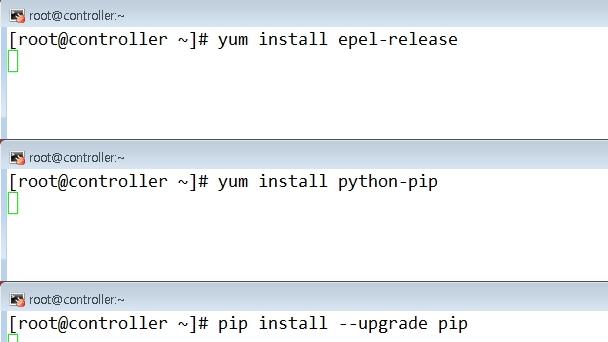 root@controller:~
[root@controller ~]# yum install epel-release
root@controller:~
[root@controller ~]# yum install python-pip
root@controller:~
[root@controller ~]# pip install --upgrade pip